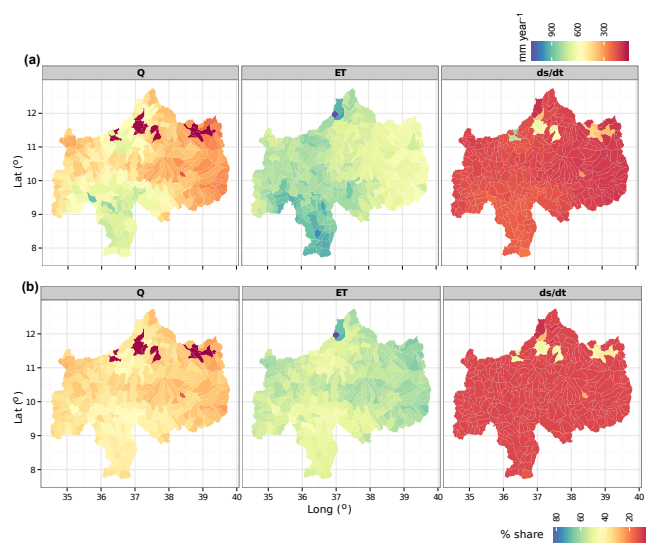 mm year⁻¹
900
600
300
(a)
Q
ET
ds/dt
Lat (º)
12
11
10
9
8
(b)
Q
ET
ds/dt
Lat (º)
12
11
10
9
8
35 36 37 38 39 40 35 36 37 38 39 40 35 36 37 38 39 40
Long (º)
% share
80
60
40
20